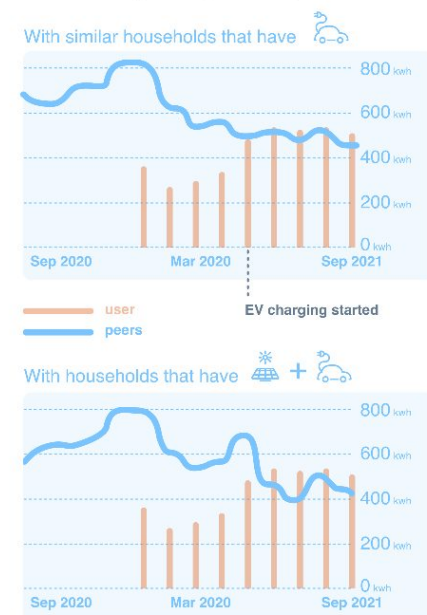 With similar households that have
800 kwh
600 kwh
400 kwh
200 kwh
0 kwh
Sep 2020 Mar 2020 Sep 2021
EV charging started
user
peers
With households that have +
800 kwh
600 kwh
400 kwh
200 kwh
0 kwh
Sep 2020 Mar 2020 Sep 2021